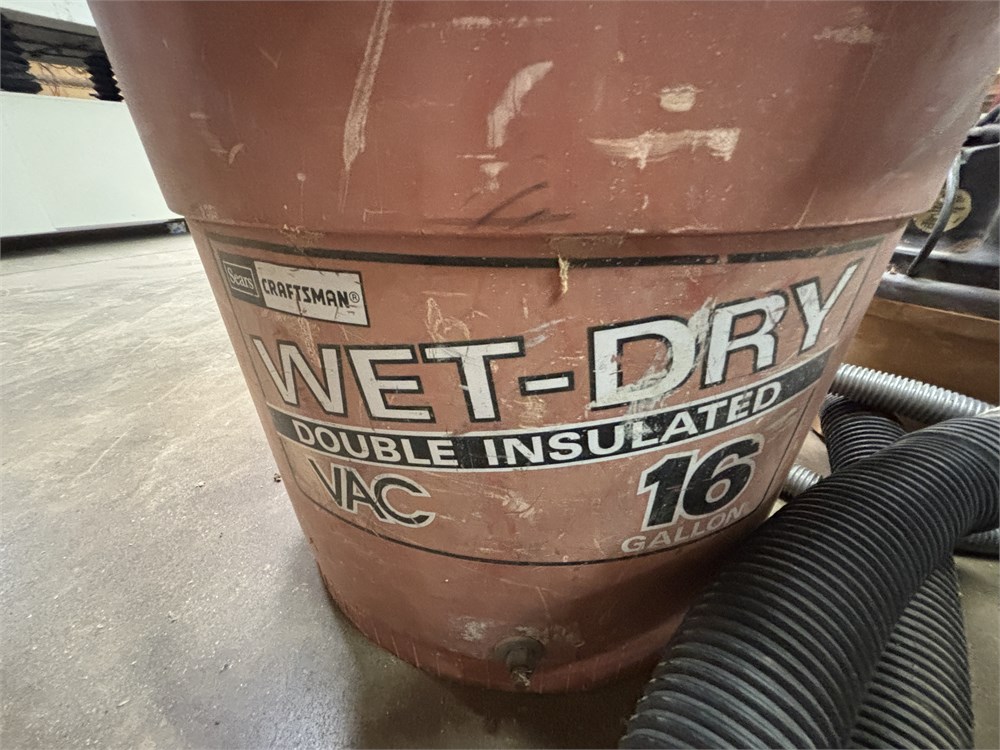 Sears CRAFTSMAN®
WET-DRY
DOUBLE INSULATED
VAC
16
GALLON